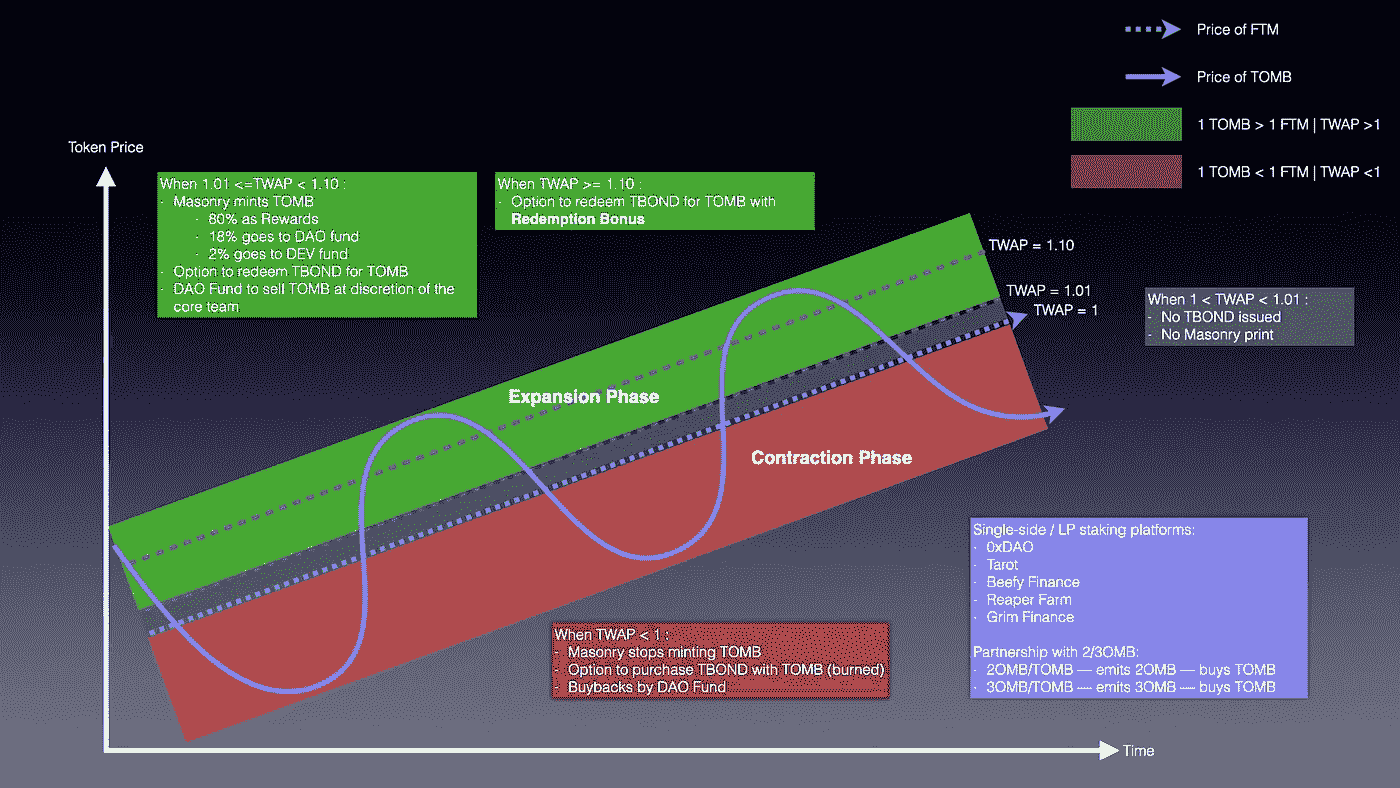 Price of FTM
Price of TOMB
1 TOMB > 1 FTM | TWAP >1
1 TOMB < 1 FTM | TWAP <1
Token Price
When 1.01 <=TWAP < 1.10 :
- Masonry mints TOMB
- 80% as Rewards
- 18% goes to DAO fund
- 2% goes to DEV fund
- Option to redeem TBOND for TOMB
- DAO Fund to sell TOMB at discretion of the
core team
When TWAP >= 1.10 :
- Option to redeem TBOND for TOMB with
Redemption Bonus
TWAP = 1.10
TWAP = 1.01
TWAP = 1
When 1 < TWAP < 1.01 :
- No TBOND issued
- No Masonry print
Expansion Phase
Contraction Phase
Single-side / LP staking platforms:
- 0xDAO
- Tarot
- Beefy Finance
- Reaper Farm
- Grim Finance
Partnership with 2/3OMB:
- 2OMB/TOMB — emits 2OMB — buys TOMB
- 3OMB/TOMB — emits 3OMB — buys TOMB
When TWAP < 1 :
- Masonry stops minting TOMB
- Option to purchase TBOND with TOMB (burned)
- Buybacks by DAO Fund
Time